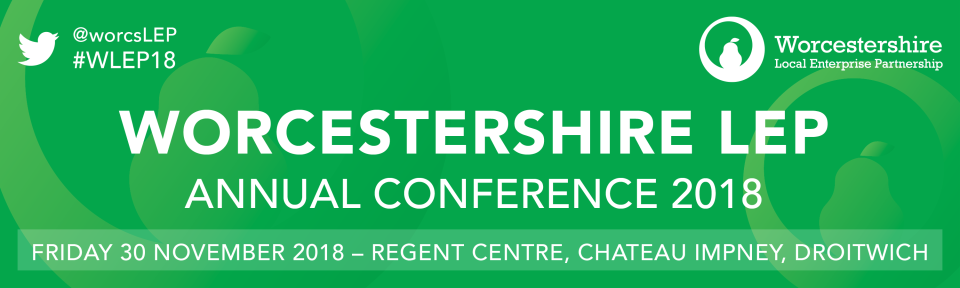 @worcsLEP
#WLEP18
Worcestershire
Local Enterprise Partnership
WORCESTERSHIRE LEP
ANNUAL CONFERENCE 2018
FRIDAY 30 NOVEMBER 2018 – REGENT CENTRE, CHATEAU IMPNEY, DROITWICH